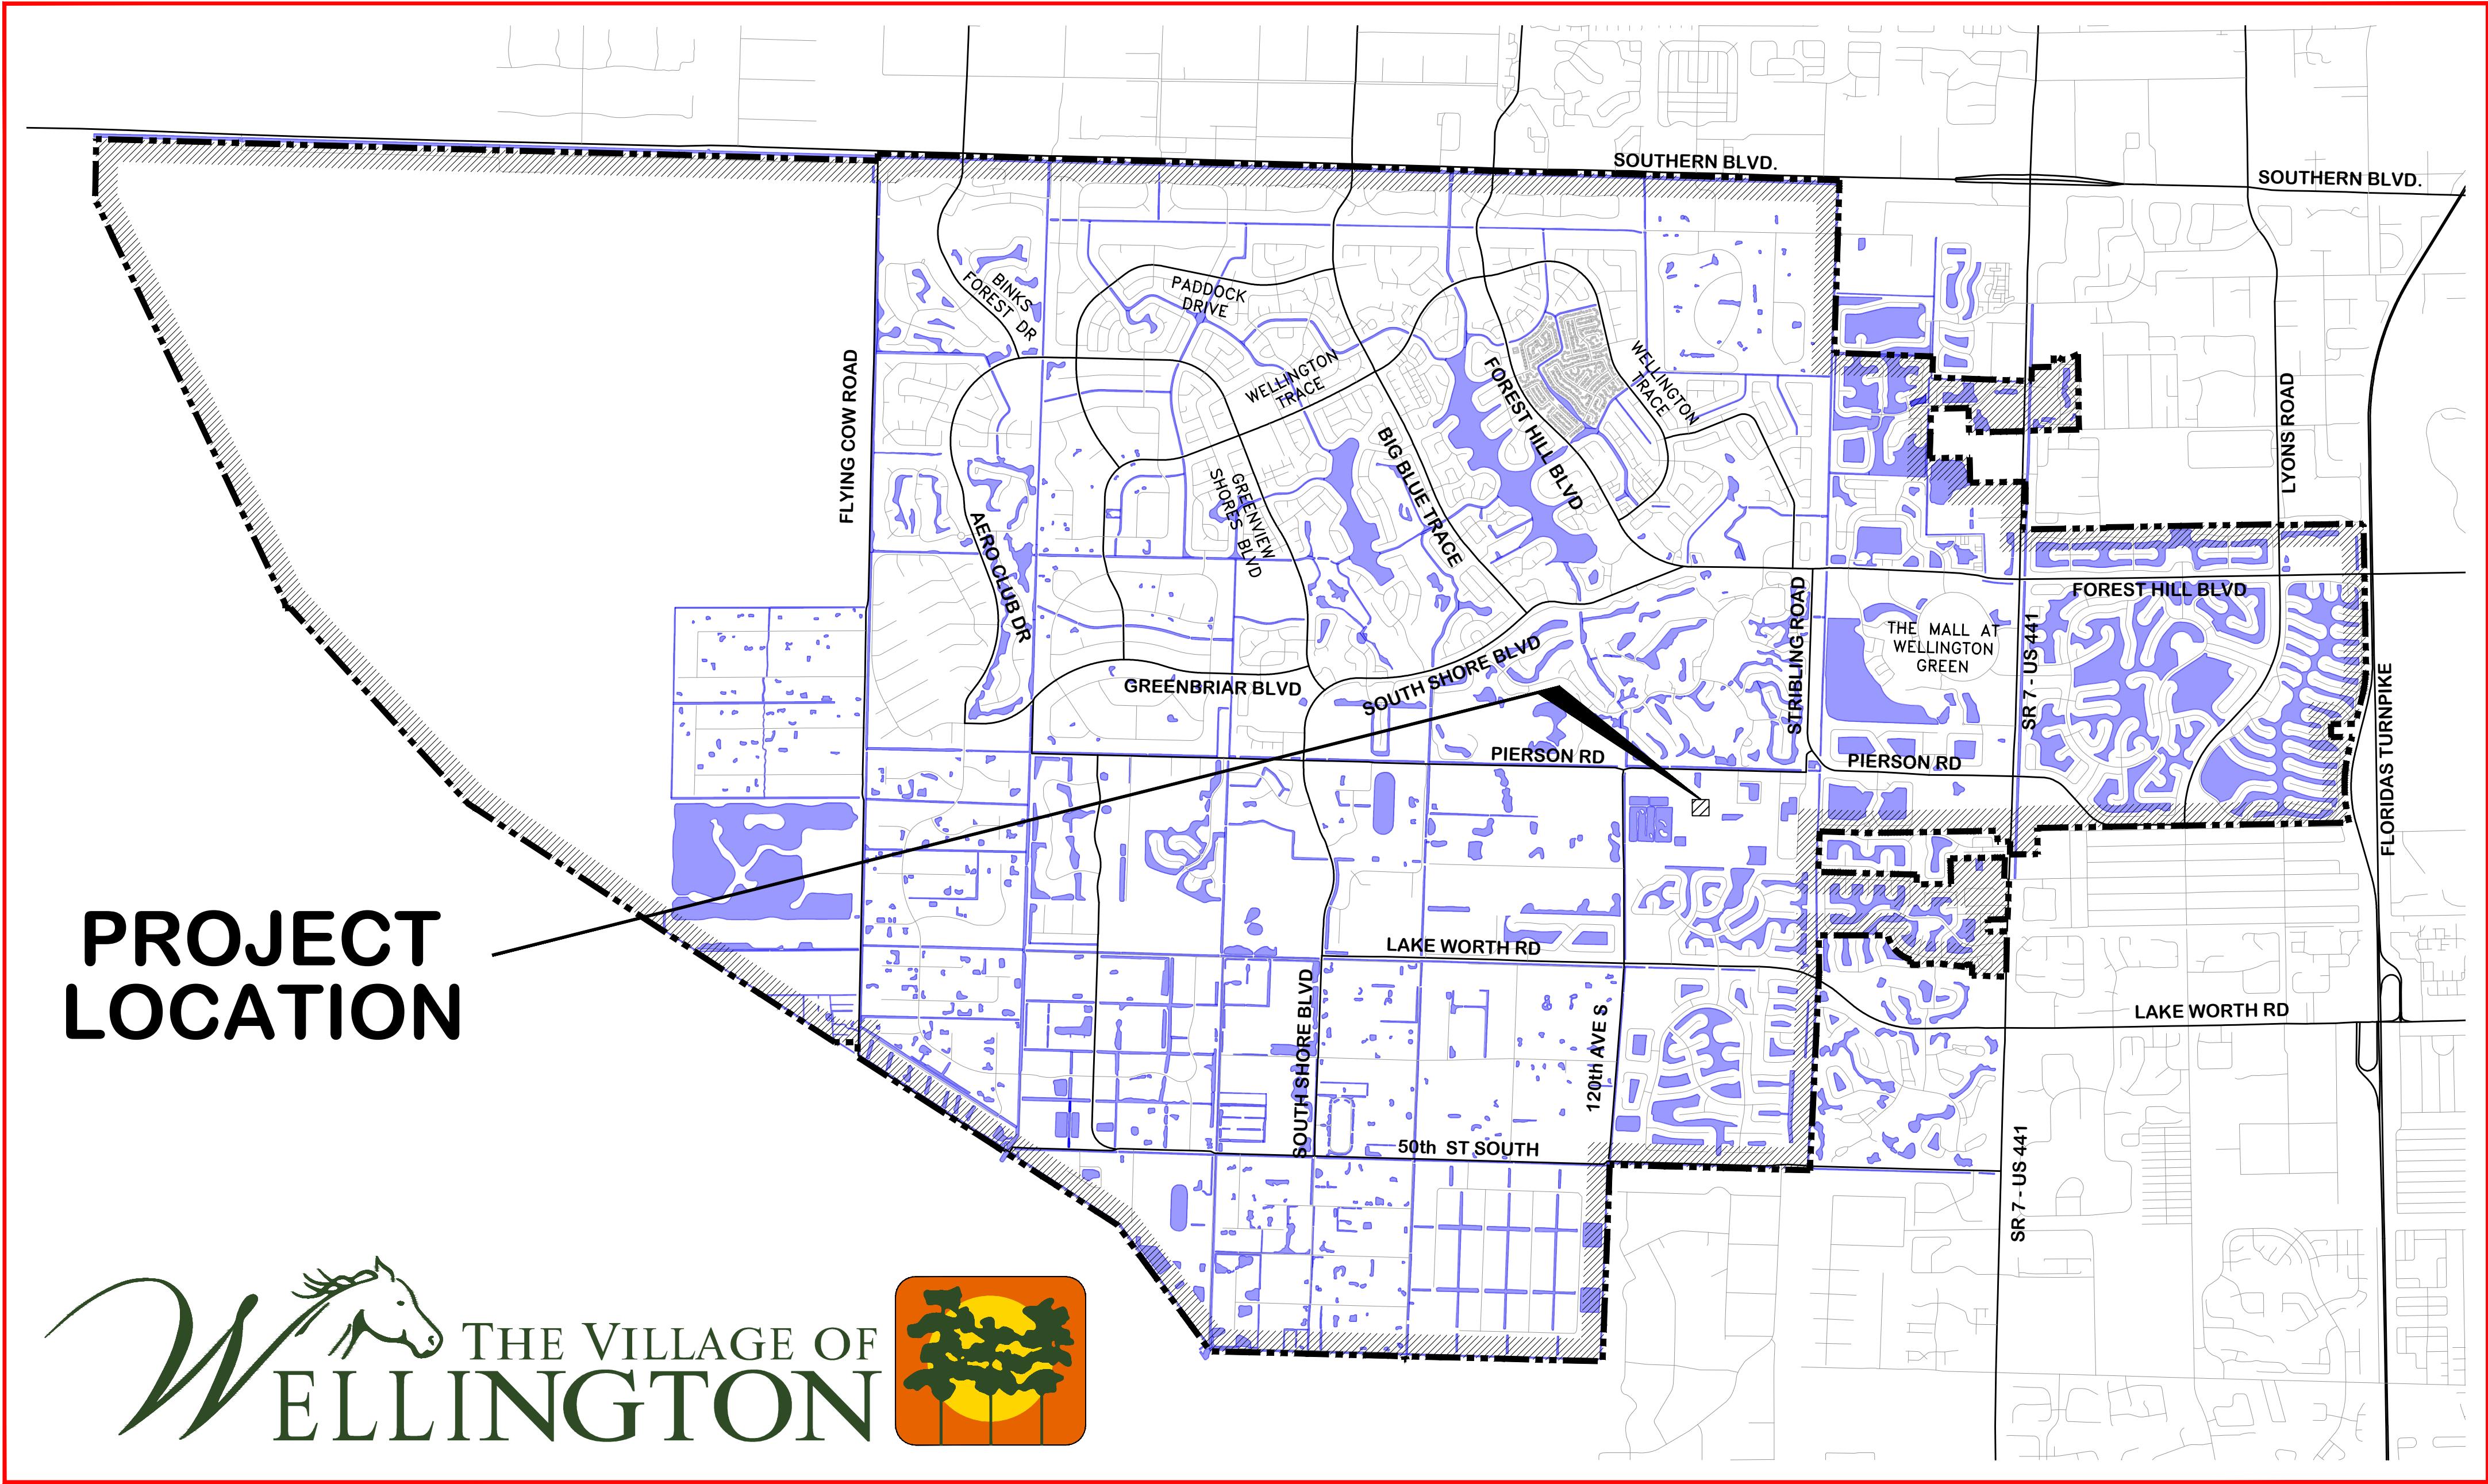 SOUTHERN BLVD.
SOUTHERN BLVD.
BINKS
FOREST DR
PADDOCK
DRIVE
WELLINGTON
TRACE
WELLINGTON
TRACE
FLYING COW ROAD
FOREST HILL BLVD
BIG BLUE TRACE
LYONS ROAD
GREENVIEW
SHORES BLVD
AERO CLUB DR
FOREST HILL BLVD
STRIBLING ROAD
THE MALL AT
WELLINGTON
GREEN
SR 7 - US 441
SOUTH SHORE BLVD
GREENBRIAR BLVD
FLORIDAS TURNPIKE
PIERSON RD
PIERSON RD
PROJECT
LOCATION
LAKE WORTH RD
LAKE WORTH RD
SOUTH SHORE BLVD
120th AVE S
50th ST SOUTH
SR 7 - US 441
THE VILLAGE OF
WELLINGTON